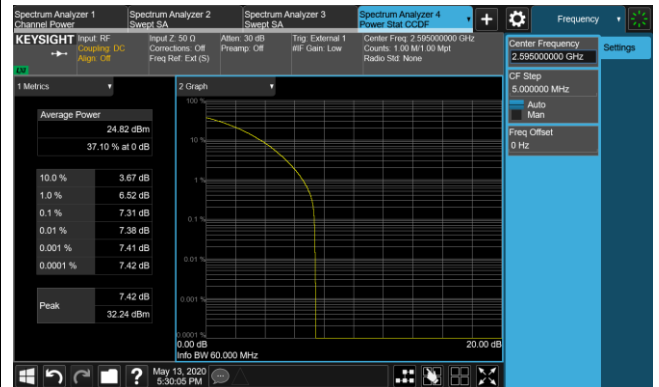 Spectrum Analyzer 1
Channel Power
Spectrum Analyzer 2
Swept SA
Spectrum Analyzer 3
Swept SA
Spectrum Analyzer 4
Power Stat CCDF
Frequency
KEYSIGHT
Input: RF
Coupling: DC
Align: Off
Input Z: 50 Ω
Corrections: Off
Freq Ref: Ext (S)
Atten: 30 dB
Preamp: Off
Trig: External 1
#IF Gain: Low
Center Freq: 2.595000000 GHz
Counts: 1.00 M/1.00 Mpt
Radio Std: None
LXI
Center Frequency
2.595000000 GHz
Settings
CF Step
5.000000 MHz
Auto
Man
Freq Offset
0 Hz
1 Metrics
2 Graph
Average Power
24.82 dBm
37.10 % at 0 dB
10.0 % 3.67 dB
1.0 % 6.52 dB
0.1 % 7.31 dB
0.01 % 7.38 dB
0.001 % 7.41 dB
0.0001 % 7.42 dB
Peak
7.42 dB
32.24 dBm
100 %
10 %
1 %
0.1 %
0.01 %
0.001 %
0.0001 %
0.00 dB
20.00 dB
Info BW 60.000 MHz
?
May 13, 2020
5:30:05 PM